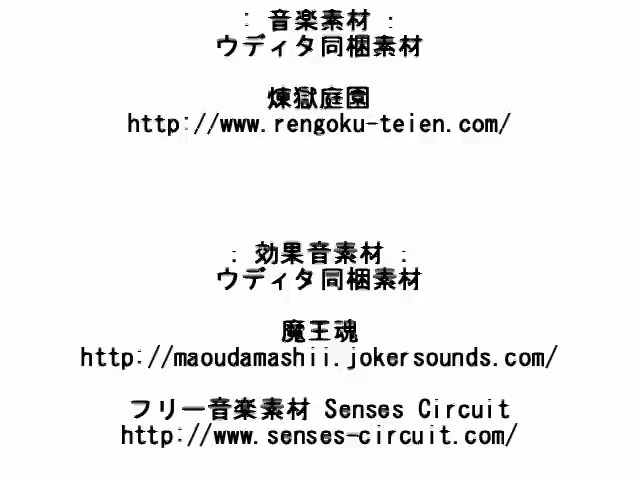 : 音楽素材 :
ウディタ同梱素材
煉獄庭園
http://www.rengoku-teien.com/
: 効果音素材 :
ウディタ同梱素材
魔王魂
http://maoudamashii.jokersounds.com/
フリー音楽素材 Senses Circuit
http://www.senses-circuit.com/